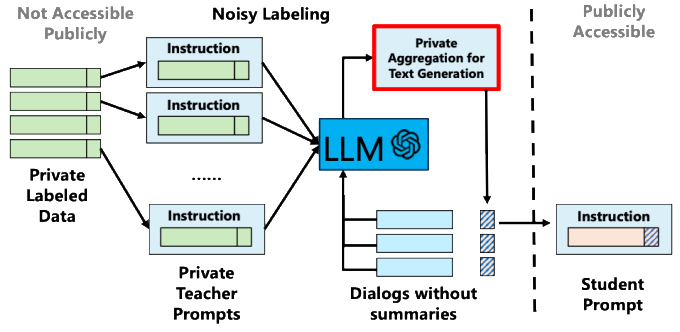 Not Accessible
Publicly
Noisy Labeling
Publicly
Accessible
Instruction
Instruction
......
Instruction
Private
Labeled
Data
Private
Teacher
Prompts
LLM
Private
Aggregation for
Text Generation
Dialogs without
summaries
Instruction
Student
Prompt